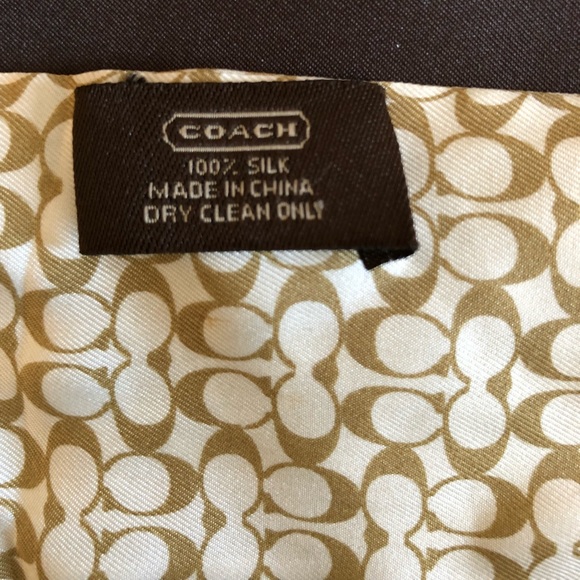 COACH
100% SILK
MADE IN CHINA
DRY CLEAN ONLY